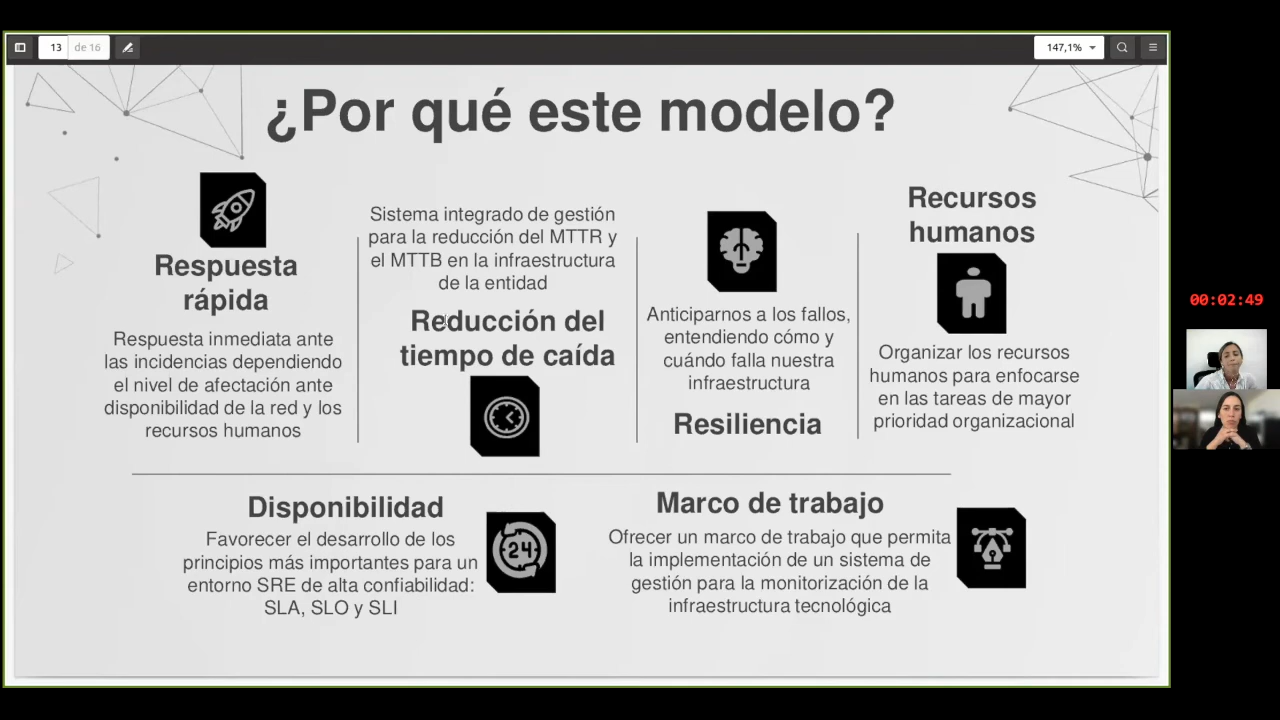 13 de 16
147,1%
¿Por qué este modelo?
Respuesta
rápida
Respuesta inmediata ante
las incidencias dependiendo
el nivel de afectación ante
disponibilidad de la red y los
recursos humanos
Sistema integrado de gestión
para la reducción del MTTR y
el MTTB en la infraestructura
de la entidad
Reducción del
tiempo de caída
Anticiparnos a los fallos,
entendiendo cómo y
cuándo falla nuestra
infraestructura
Resiliencia
Recursos
humanos
Organizar los recursos
humanos para enfocarse
en las tareas de mayor
prioridad organizacional
Disponibilidad
Favorecer el desarrollo de los
principios más importantes para un
entorno SRE de alta confiabilidad:
SLA, SLO y SLI
24
Marco de trabajo
Ofrecer un marco de trabajo que permita
la implementación de un sistema de
gestión para la monitorización de la
infraestructura tecnológica
00:02:49